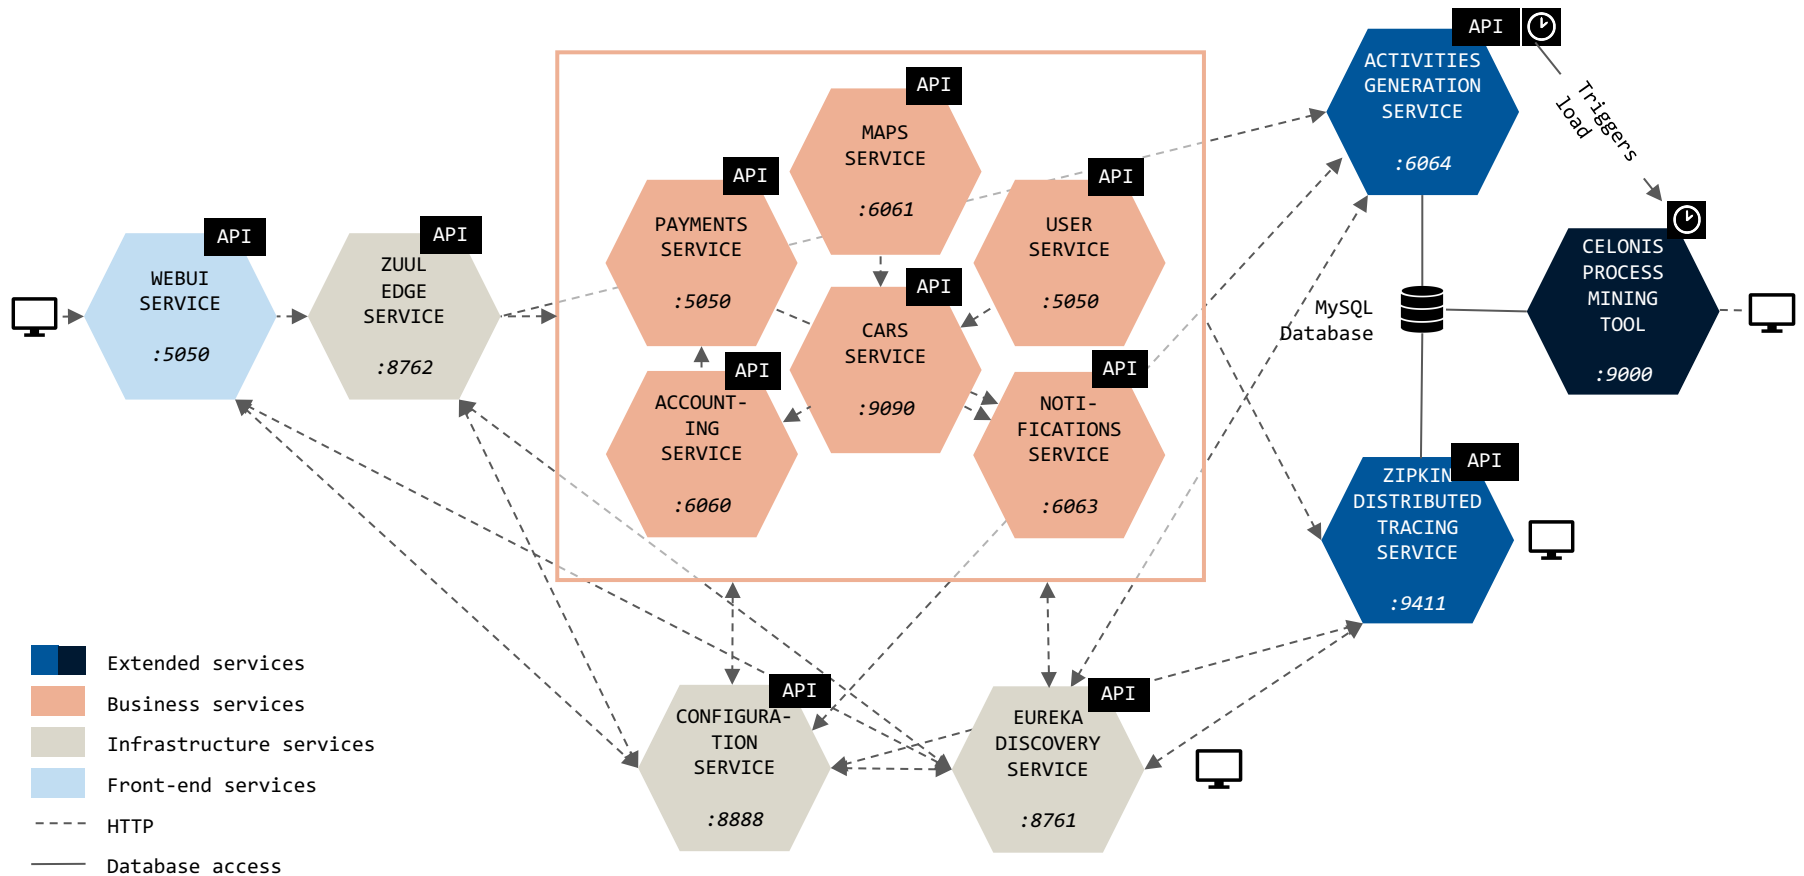 API
WEBUI
SERVICE
:5050
API
ZUUL
EDGE
SERVICE
:8762
API
MAPS
SERVICE
:6061
API
PAYMENTS
SERVICE
:5050
API
USER
SERVICE
:5050
API
CARS
SERVICE
:9090
API
ACCOUNT-
ING
SERVICE
:6060
API
NOTI-
FICATIONS
SERVICE
:6063
API
ACTIVITIES
GENERATION
SERVICE
:6064
Triggers
load
CELONIS
PROCESS
MINING
TOOL
:9000
MySQL
Database
API
ZIPKIN
DISTRIBUTED
TRACING
SERVICE
:9411
API
CONFIGURA-
TION
SERVICE
:8888
API
EUREKA
DISCOVERY
SERVICE
:8761
Extended services
Business services
Infrastructure services
Front-end services
HTTP
Database access